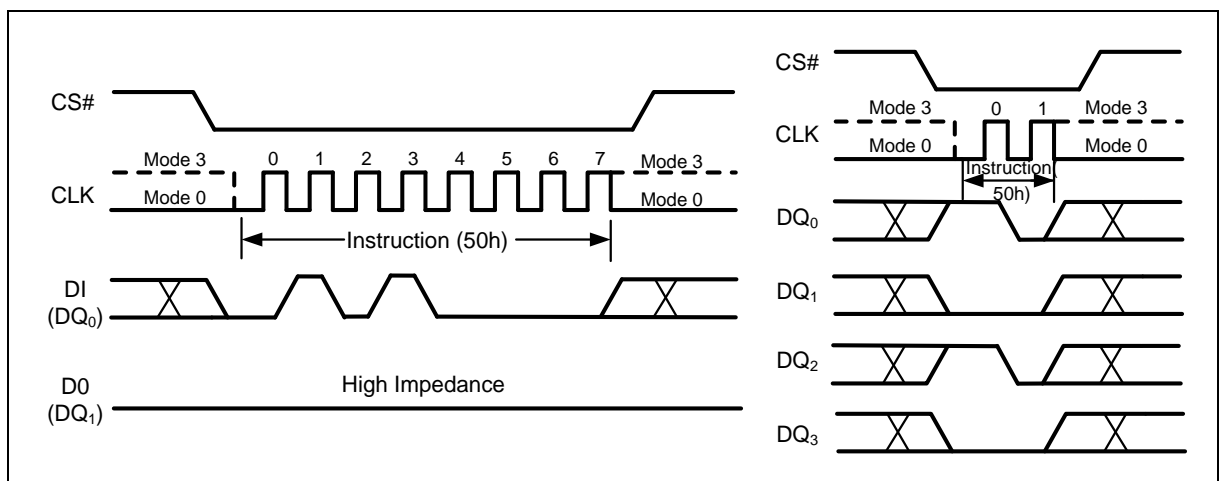 CS#
Mode 3 0 1 2 3 4 5 6 7 Mode 3
CLK
Mode 0 Mode 0
Instruction (50h)
DI
(DQ0)
High Impedance
D0
(DQ1)
CS#
Mode 3 0 1 Mode 3
CLK
Mode 0 Mode 0
Instruction(
50h)
DQ0
DQ1
DQ2
DQ3